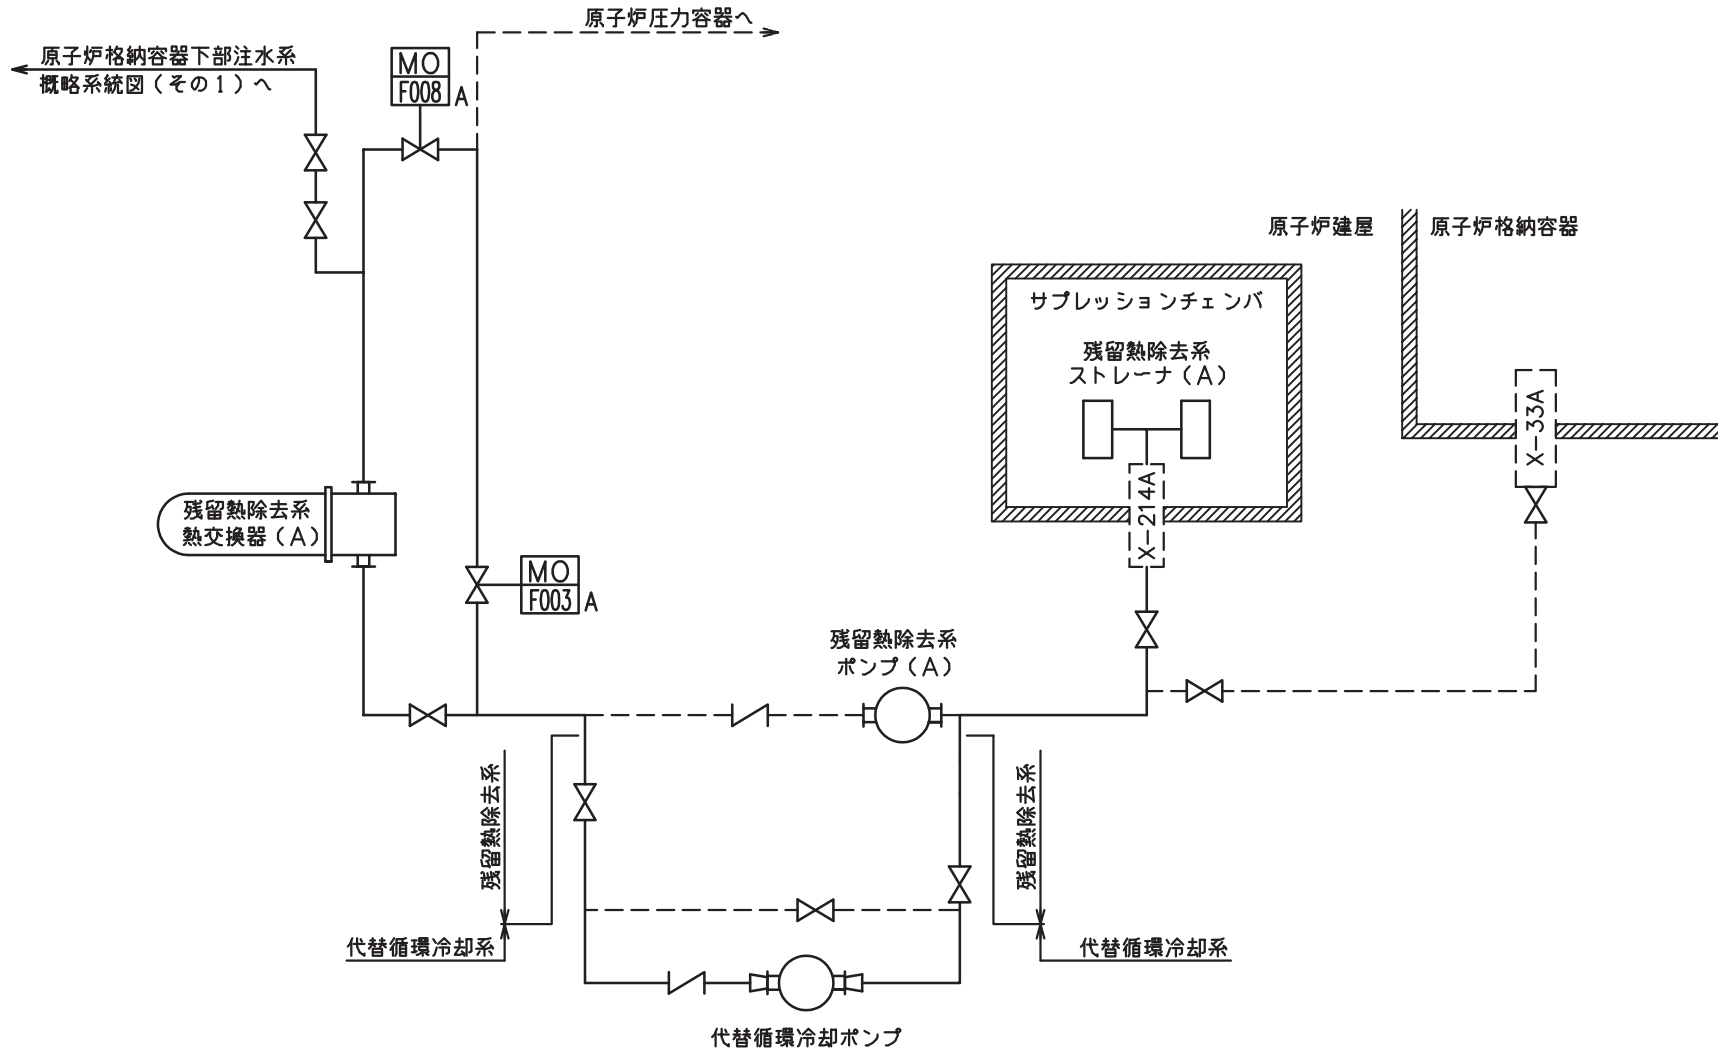 原子炉圧力容器へ
原子炉格納容器下部注水系
概略系統図（その１）へ
MO
F008
A
原子炉建屋
原子炉格納容器
サプレッションチェンバ
残留熱除去系
ストレーナ（A）
X-33A
X-214A
残留熱除去系
熱交換器（A）
MO
F003
A
残留熱除去系
ポンプ（A）
残留熱除去系
残留熱除去系
代替循環冷却系
代替循環冷却系
代替循環冷却ポンプ